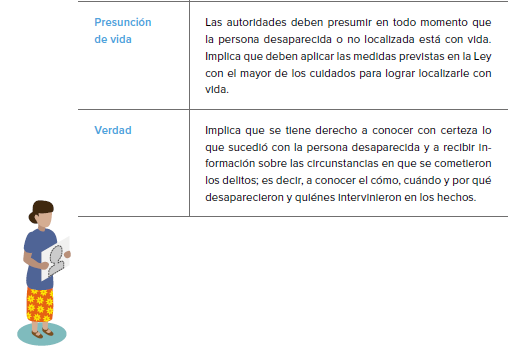 Presunción
de vida
Las autoridades deben presumir en todo momento que
la persona desaparecida o no localizada está con vida.
Implica que deben aplicar las medidas previstas en la Ley
con el mayor de los cuidados para lograr localizarle con
vida.
Verdad
Implica que se tiene derecho a conocer con certeza lo
que sucedió con la persona desaparecida y a recibir in-
formación sobre las circunstancias en que se cometieron
los delitos; es decir, a conocer el cómo, cuándo y por qué
desaparecieron y quiénes intervinieron en los hechos.